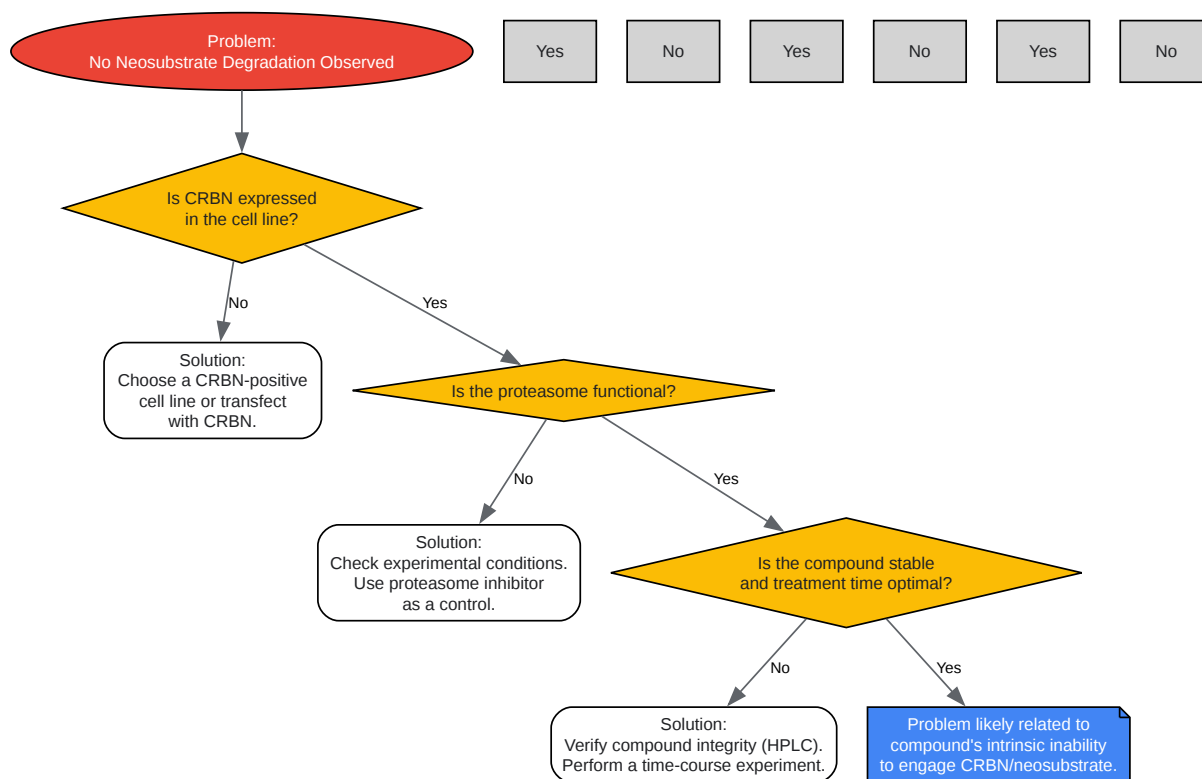 Problem:
No Neosubstrate Degradation Observed
Yes
No
Yes
No
Yes
No
Is CRBN expressed
in the cell line?
No
Yes
Solution:
Choose a CRBN-positive
cell line or transfect
with CRBN.
Is the proteasome functional?
No
Yes
Solution:
Check experimental conditions.
Use proteasome inhibitor
as a control.
Is the compound stable
and treatment time optimal?
No
Yes
Solution:
Verify compound integrity (HPLC).
Perform a time-course experiment.
Problem likely related to
compound's intrinsic inability
to engage CRBN/neosubstrate.